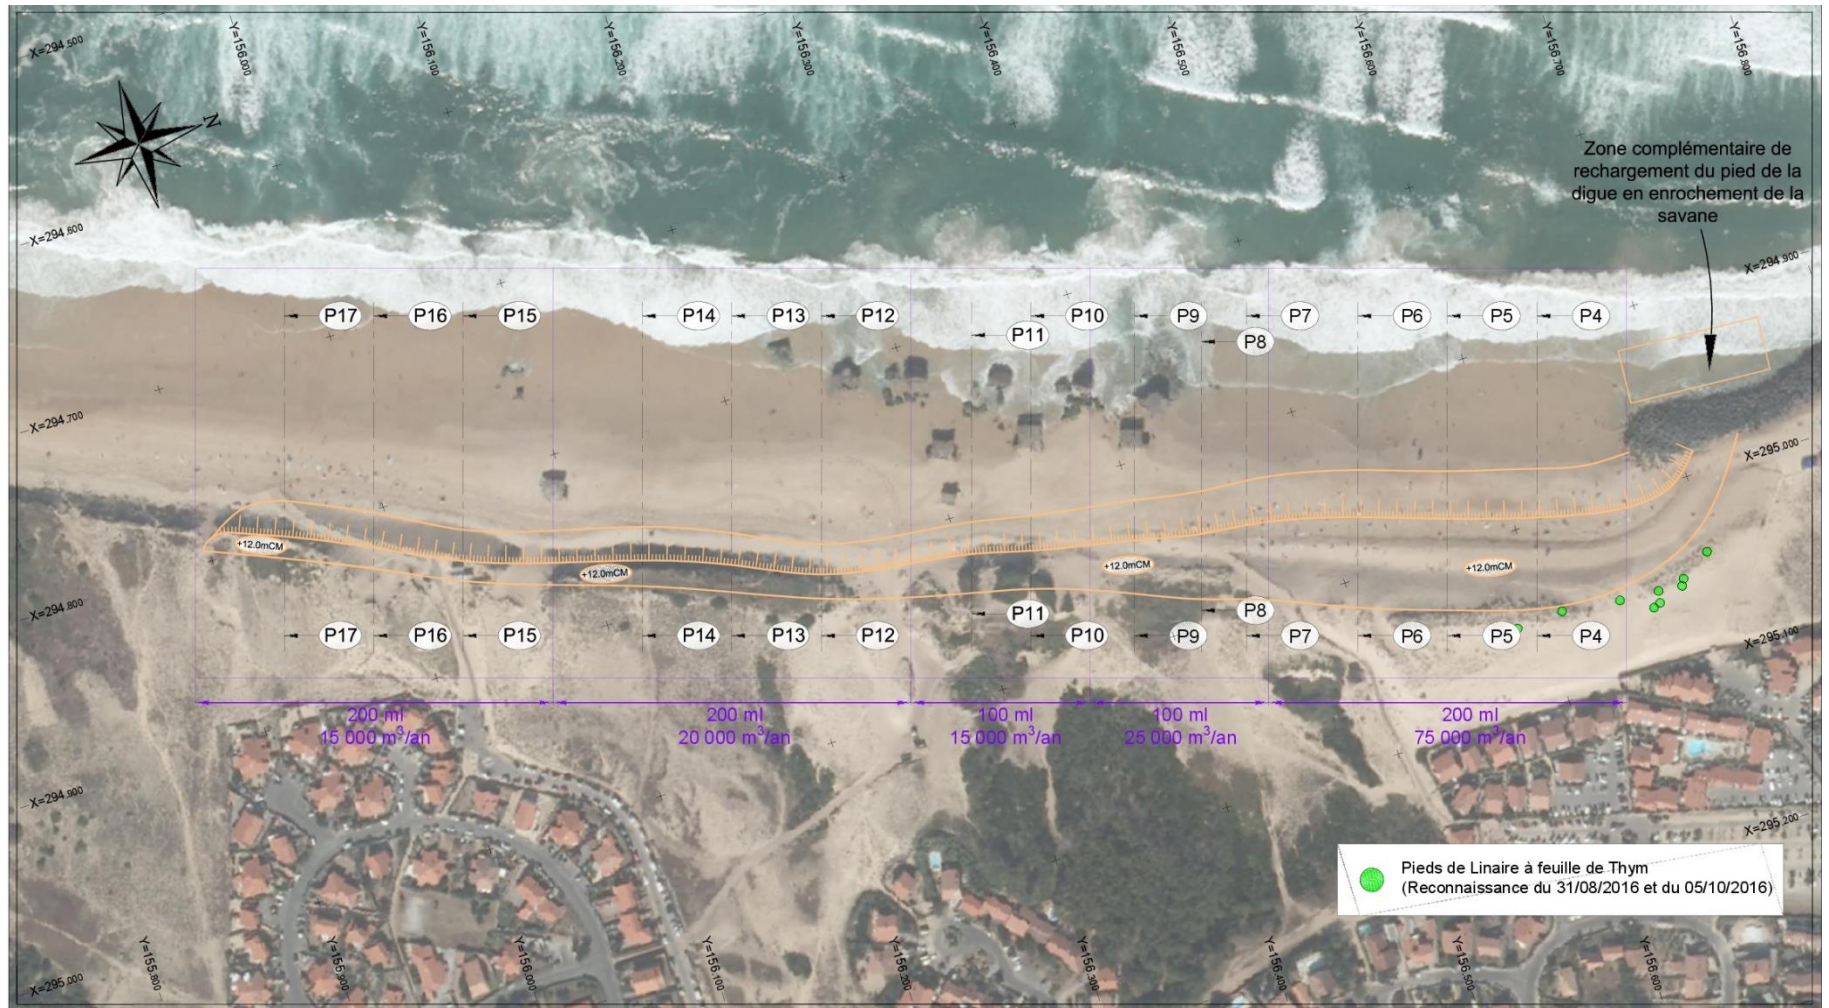 Y=156.000
Y=156.100
Y=156.200
Y=156.300
Y=156.400
Y=156.500
Y=156.600
Y=156.700
Y=156.800
X=294.500
N
Zone complémentaire de
rechargement du pied de la
digue en enrochement de la
savane
X=294.600
X=294.900
P17
P16
P15
P14
P13
P12
P11
P10
P9
P8
P7
P6
P5
P4
X=294.700
X=295.000
+12.0mCM
+12.0mCM
+12.0mCM
+12.0mCM
X=294.800
X=295.100
P17
P16
P15
P14
P13
P12
P11
P10
P9
P8
P7
P6
P5
P4
200 ml
15 000 m³/an
200 ml
20 000 m³/an
100 ml
15 000 m³/an
100 ml
25 000 m³/an
200 ml
75 000 m³/an
X=294.900
X=295.200
Pieds de Linaire à feuille de Thym
(Reconnaissance du 31/08/2016 et du 05/10/2016)
X=295.000
Y=155.800
Y=155.900
Y=156.000
Y=156.100
Y=156.200
Y=156.300
Y=156.400
Y=156.500
Y=156.600